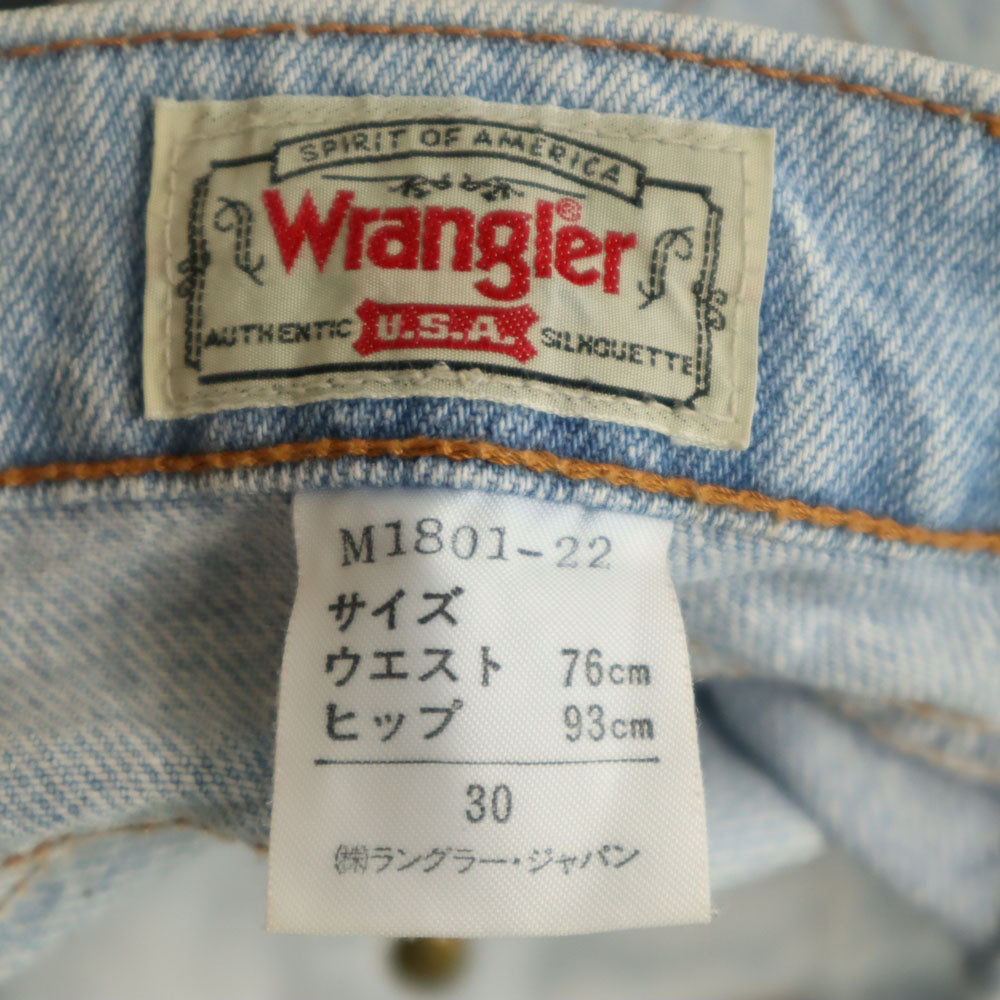 SPIRIT OF AMERICA
Wrangler®
AUTHENTIC U.S.A. SILHOUETTE
M1801-22
サイズ
ウエスト 76cm
ヒップ 93cm
30
㈱ラングラー・ジャパン